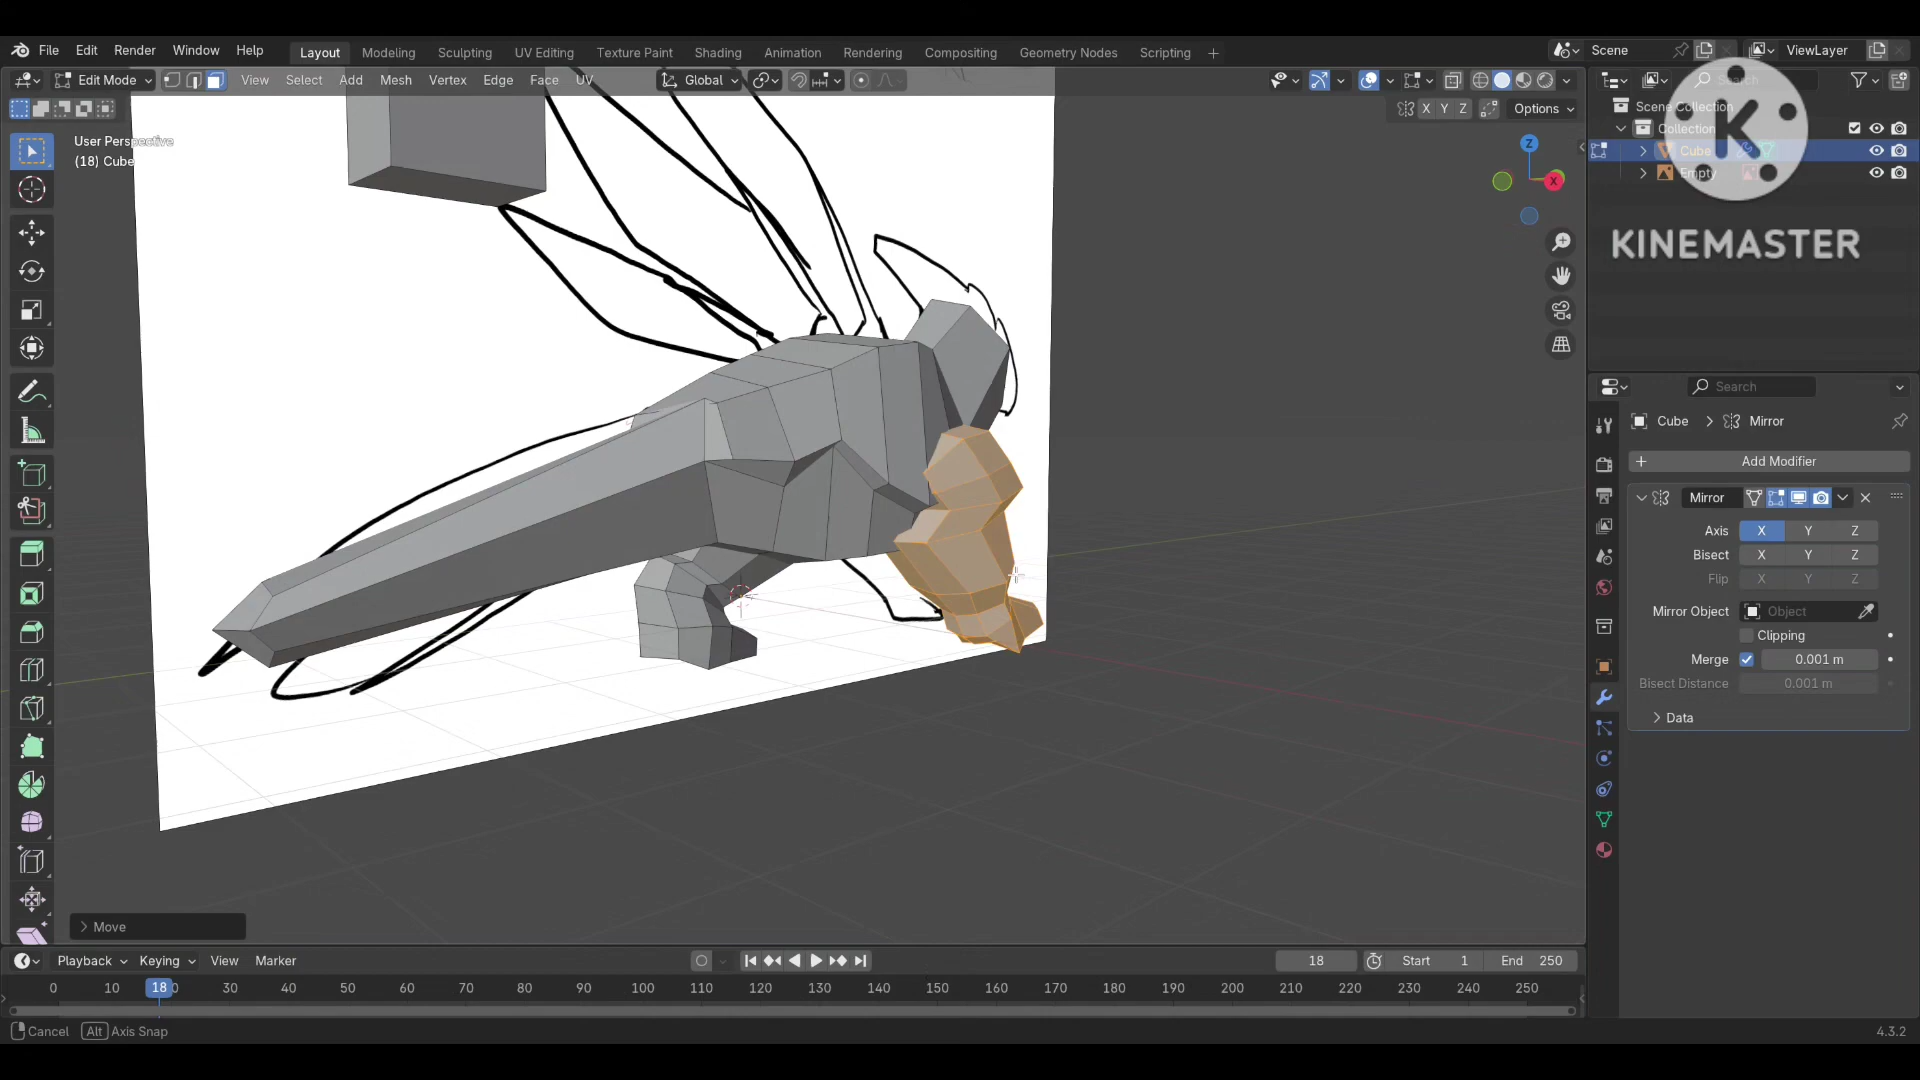 File Edit Render Window Help Layout Modeling Sculpting UV Editing Texture Paint Shading Animation Rendering Compositing Geometry Nodes Scripting + Scene ViewLayer
Edit Mode View Select Add Mesh Vertex Edge Face UV Global Search
X Y Z Options Scene Collection
User Perspective
(18) Cube
Collection
Cube
Empty
Z
X
K
KINEMASTER
Search
Cube Mirror
Add Modifier
Mirror
Axis X Y Z
Bisect X Y Z
Flip X Y Z
Mirror Object Object
Clipping
Merge 0.001 m
Bisect Distance 0.001 m
Data
Move
Playback Keying View Marker 18 Start 1 End 250
0 10 18 0 30 40 50 60 70 80 90 100 110 120 130 140 150 160 170 180 190 200 210 220 230 240 250
Cancel Alt Axis Snap 4.3.2